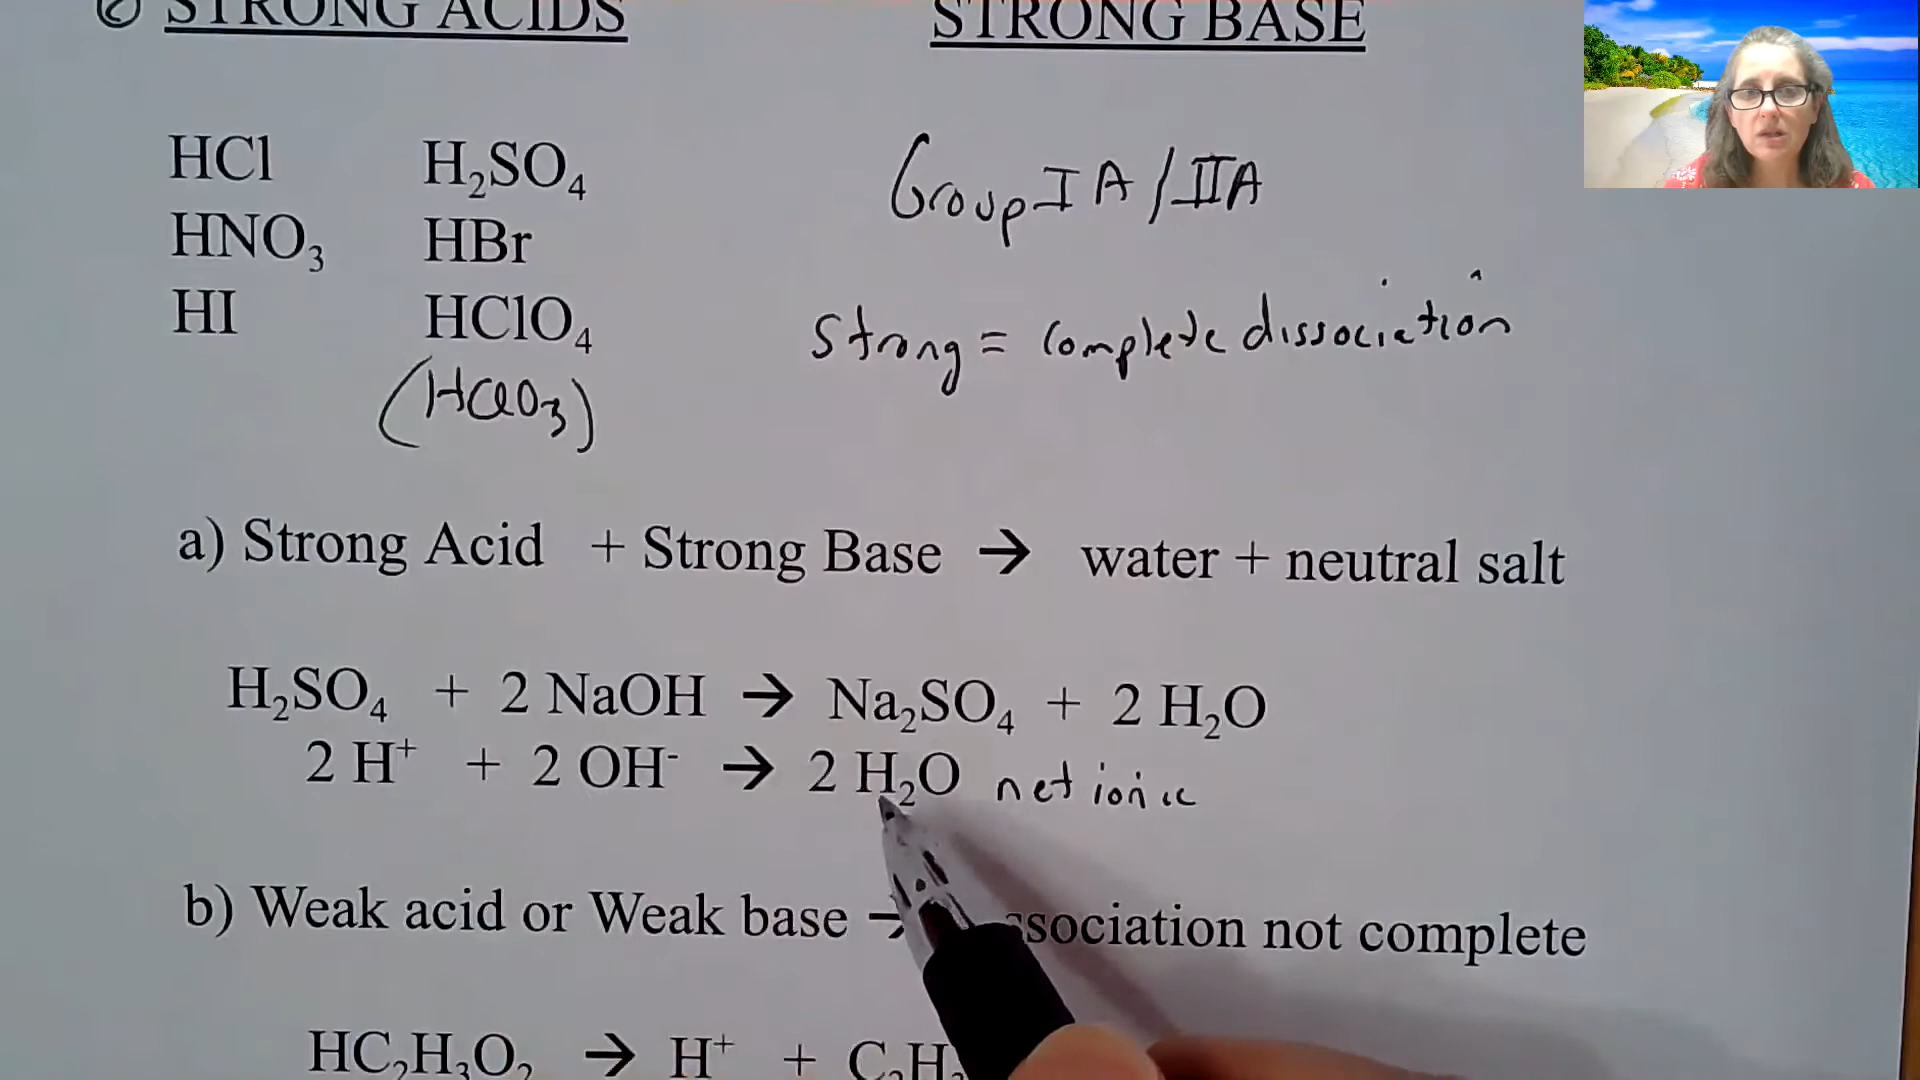 STRONG ACIDS STRONG BASE
HCl H₂SO₄ Group IA/IIA
HNO₃ HBr
HI HClO₄ Strong = complete dissociation
(HClO₃)
a) Strong Acid + Strong Base → water + neutral salt
H₂SO₄ + 2 NaOH → Na₂SO₄ + 2 H₂O
2 H⁺ + 2 OH⁻ → 2 H₂O net ionic
b) Weak acid or Weak base → ssociation not complete
HC₂H₃O₂ → H⁺ + C₂H₃